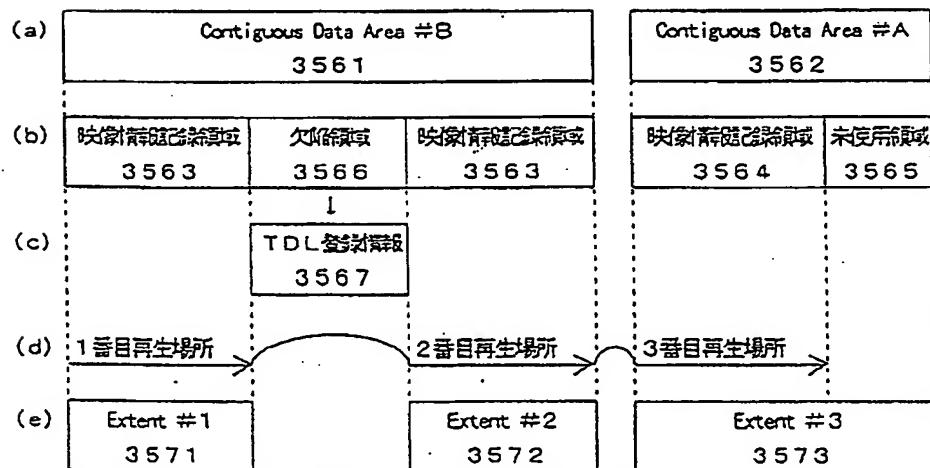 (a)
Contiguous Data Area #B
3561
Contiguous Data Area #A
3562
(b)
映像情報記録領域
3563
欠陥領域
3566
映像情報記録領域
3563
映像情報記録領域
3564
未使用領域
3565
↓
(c)
TDL登録情報
3567
(d)
1番目再生場所
2番目再生場所
3番目再生場所
(e)
Extent #1
3571
Extent #2
3572
Extent #3
3573